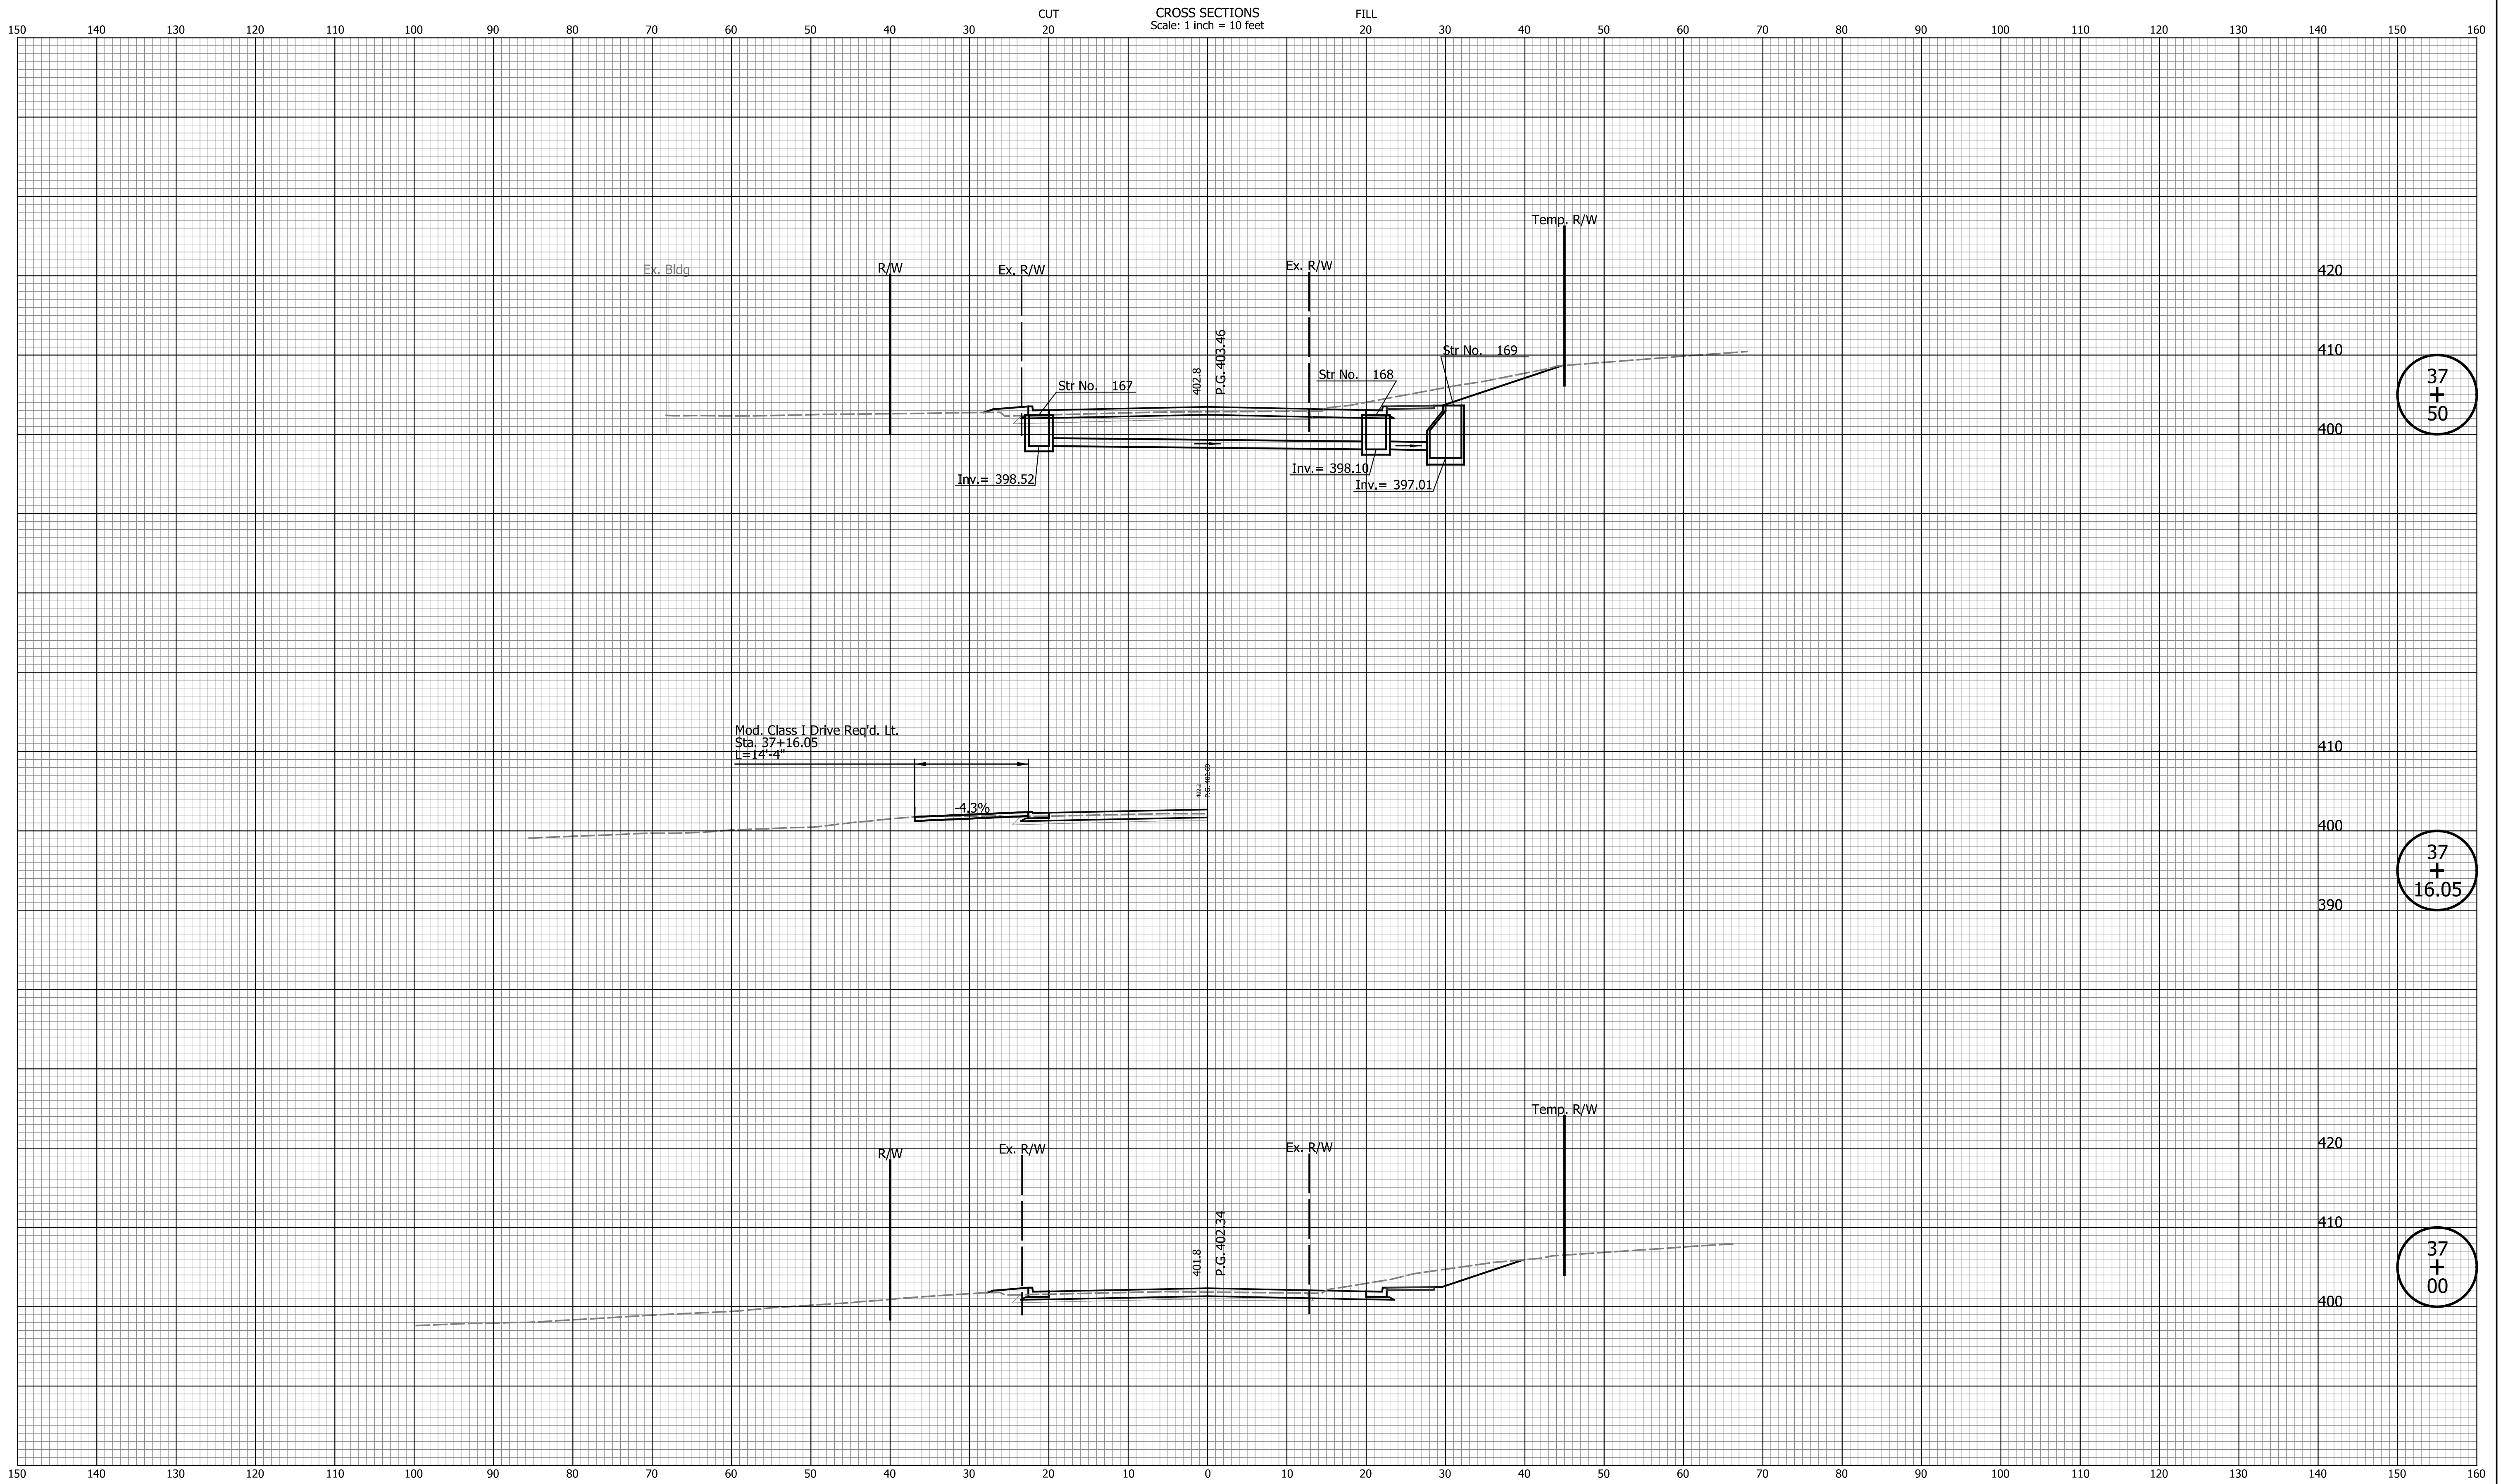 CUT CROSS SECTIONS FILL
Scale: 1 inch = 10 feet
150 140 130 120 110 100 90 80 70 60 50 40 30 20 10 0 10 20 30 40 50 60 70 80 90 100 110 120 130 140 150 160
Temp. R/W
Ex. Bldg
R/W
Ex. R/W
Ex. R/W
420
402.8
P.G. 403.46
Str No. 167
Str No. 168
Str No. 169
410
400
37
+
50
Inv.= 398.52
Inv.= 398.10
Inv.= 397.01
Mod. Class I Drive Req'd. Lt.
Sta. 37+16.05
L=14'-4"
-4.3%
402.2
P.G. 402.69
410
400
390
37
+
16.05
Temp. R/W
R/W
Ex. R/W
Ex. R/W
420
401.8
P.G. 402.34
410
400
37
+
00
150 140 130 120 110 100 90 80 70 60 50 40 30 20 10 0 10 20 30 40 50 60 70 80 90 100 110 120 130 140 150 160